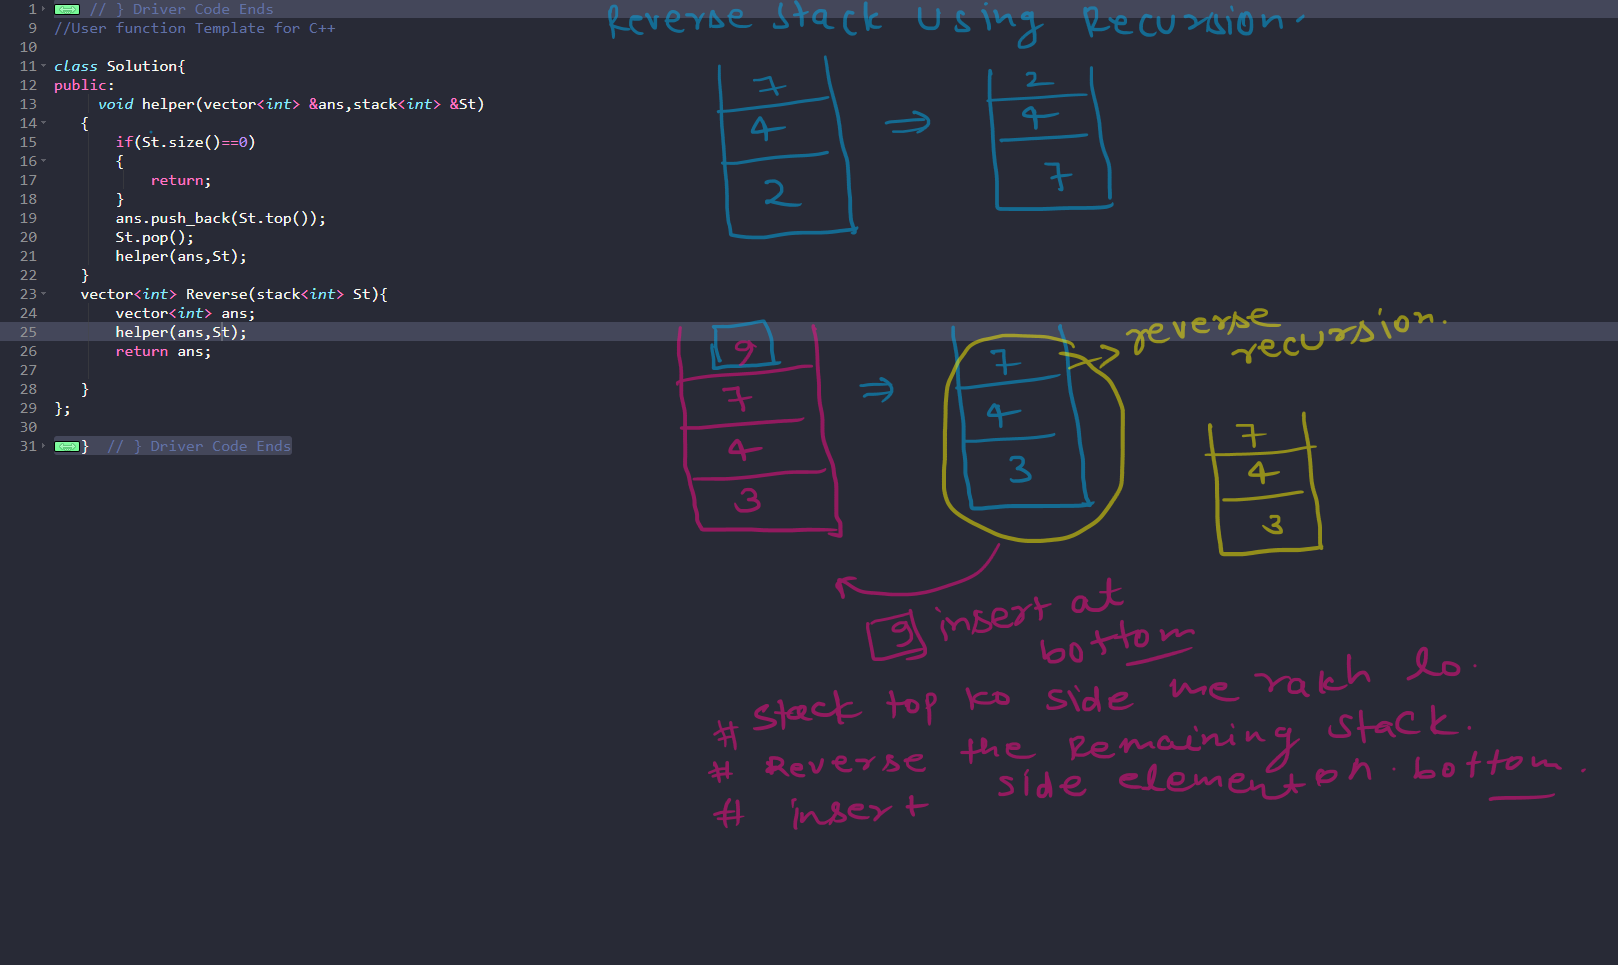 1 // } Driver Code Ends
9 //User function Template for C++
10
11 class Solution{
12 public:
13 void helper(vector<int> &ans,stack<int> &St)
14 {
15 if(St.size()==0)
16 {
17 return;
18 }
19 ans.push_back(St.top());
20 St.pop();
21 helper(ans,St);
22 }
23 vector<int> Reverse(stack<int> St){
24 vector<int> ans;
25 helper(ans,St);
26 return ans;
27
28 }
29 };
30
31 } // } Driver Code Ends
Reverse Stack Using Recursion.
7
4
2
⇒
2
4
7
9
7
4
3
⇒
7
4
3
reverse
recursion.
7
4
3
9 insert at
bottom
# Stack top ko side me rakh lo.
# Reverse the Remaining Stack.
# insert side element on bottom.